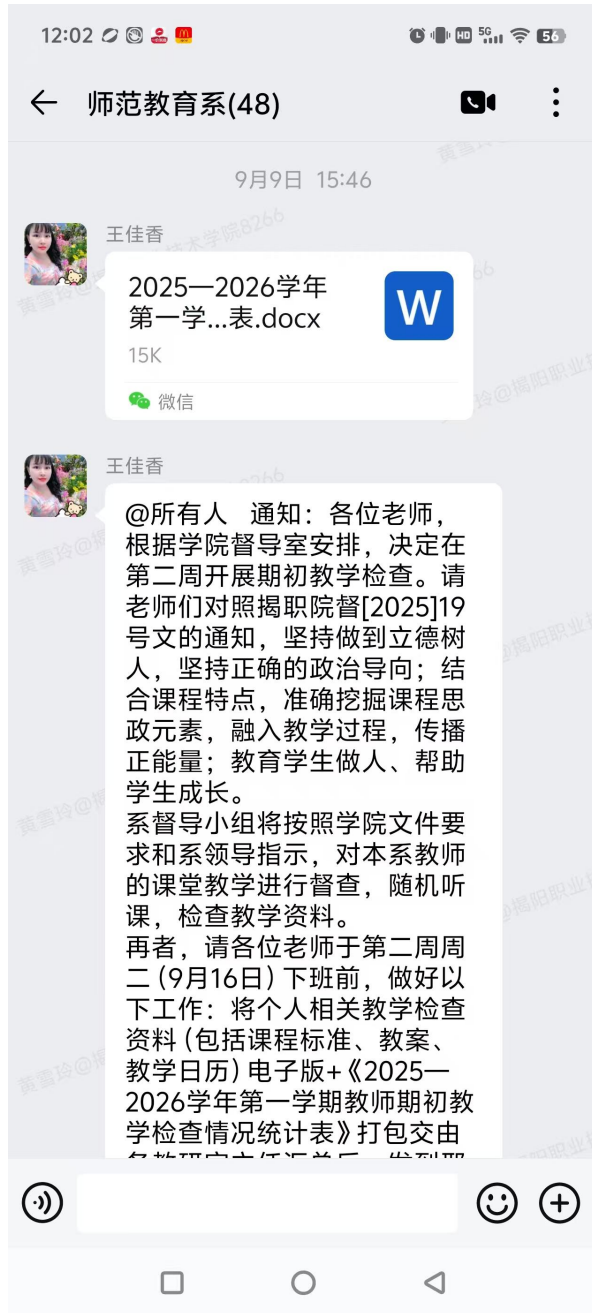 12:02
HD 5G 56
师范教育系(48)
9月9日 15:46
王佳香
2025—2026学年
第一学...表.docx
W
15K
微信
王佳香
@所有人 通知：各位老师，
根据学院督导室安排，决定在
第二周开展期初教学检查。请
老师们对照揭职院督[2025]19
号文的通知，坚持做到立德树
人，坚持正确的政治导向；结
合课程特点，准确挖掘课程思
政元素，融入教学过程，传播
正能量；教育学生做人、帮助
学生成长。
系督导小组将按照学院文件要
求和系领导指示，对本系教师
的课堂教学进行督查，随机听
课，检查教学资料。
再者，请各位老师于第二周周
二(9月16日)下班前，做好以
下工作：将个人相关教学检查
资料(包括课程标准、教案、
教学日历)电子版+《2025—
2026学年第一学期教师期初教
学检查情况统计表》打包交由